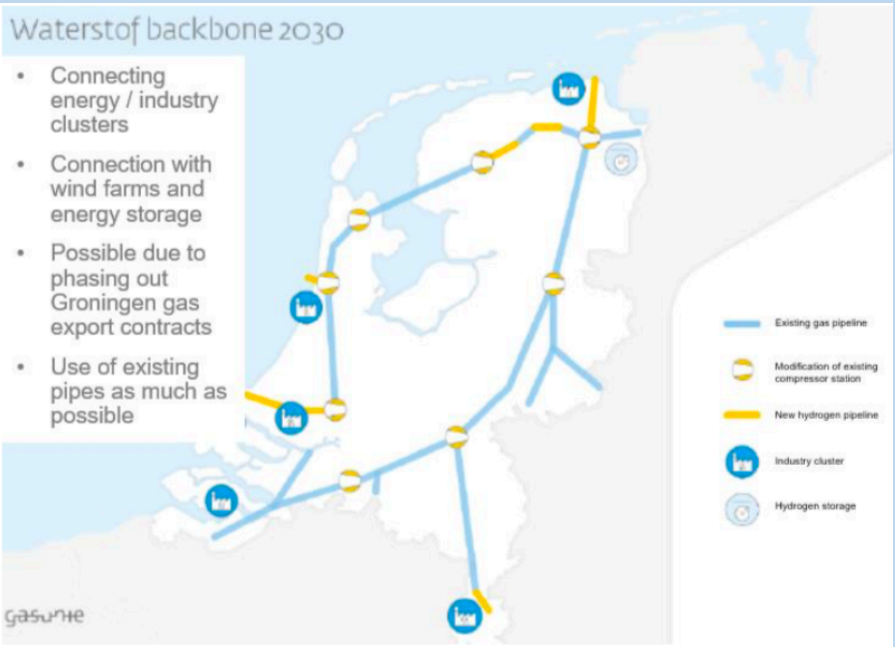 Waterstof backbone 2030
• Connecting
energy / industry
clusters
• Connection with
wind farms and
energy storage
• Possible due to
phasing out
Groningen gas
export contracts
• Use of existing
pipes as much as
possible
Existing gas pipeline
Modification of existing
compressor station
New hydrogen pipeline
Industry cluster
Hydrogen storage
gasunie